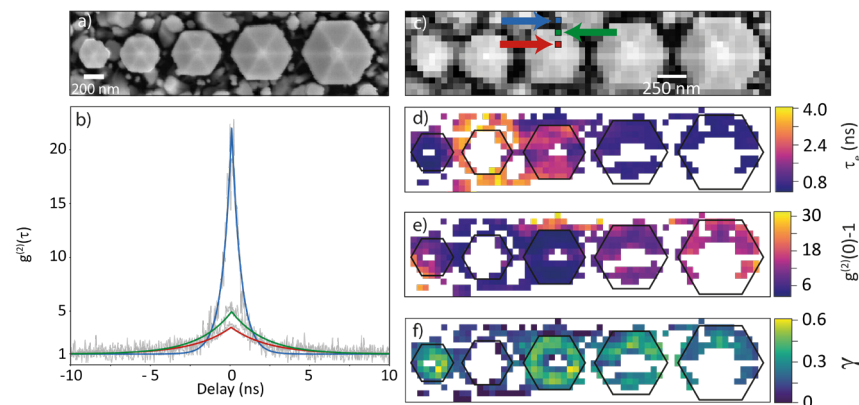 a)
200 nm
c)
250 nm
b)
20
15
10
5
1
g⁽²⁾(τ)
-10
- 5
0
5
10
Delay (ns)
d)
4.0
2.4
0.8
τₑ (ns)
e)
30
18
6
g⁽²⁾(0)-1
f)
0.6
0.3
0
γ